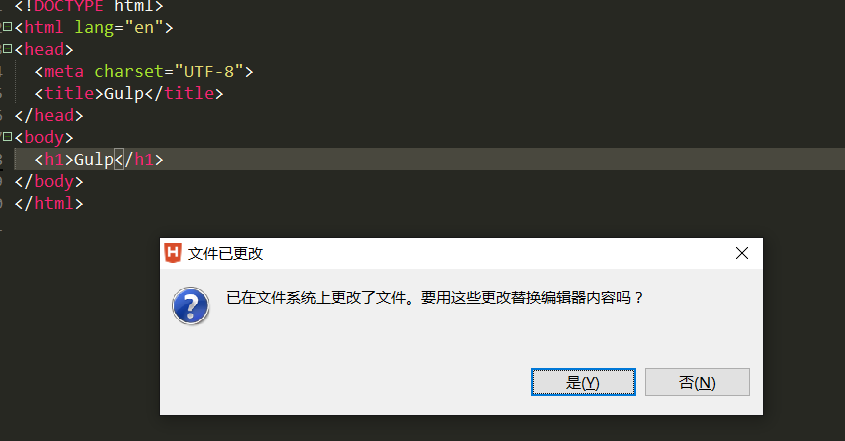 <!DOCTYPE html>
<html lang="en">
<head>
<meta charset="UTF-8">
<title>Gulp</title>
</head>
<body>
<h1>Gulp</h1>
</body>
</html>
文件已更改
已在文件系统上更改了文件。要用这些更改替换编辑器内容吗？
是(Y)
否(N)